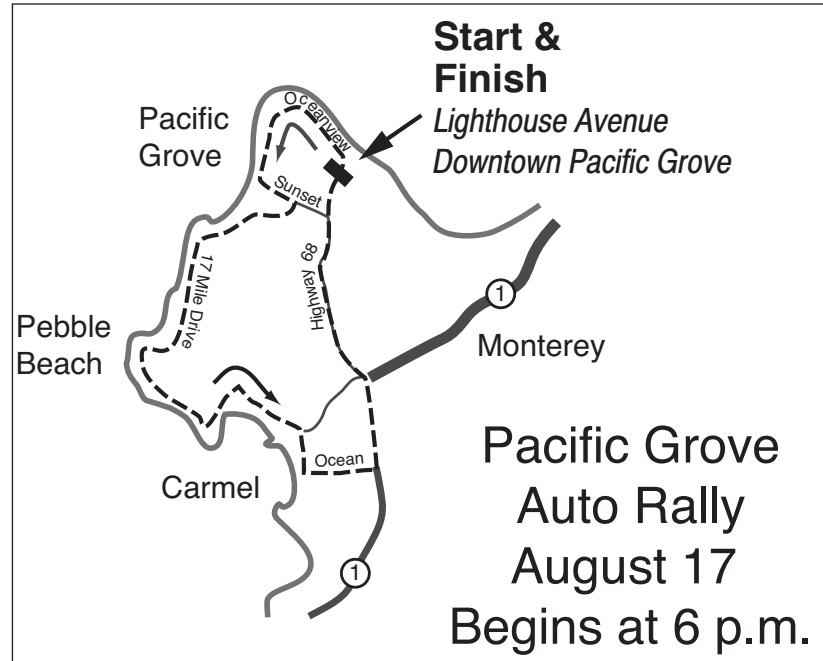 Start &
Finish
Lighthouse Avenue
Downtown Pacific Grove
Oceanview
Pacific
Grove
Sunset
17 Mile Drive
Highway 68
1
Pebble
Beach
Monterey
Ocean
Carmel
1
Pacific Grove
Auto Rally
August 17
Begins at 6 p.m.